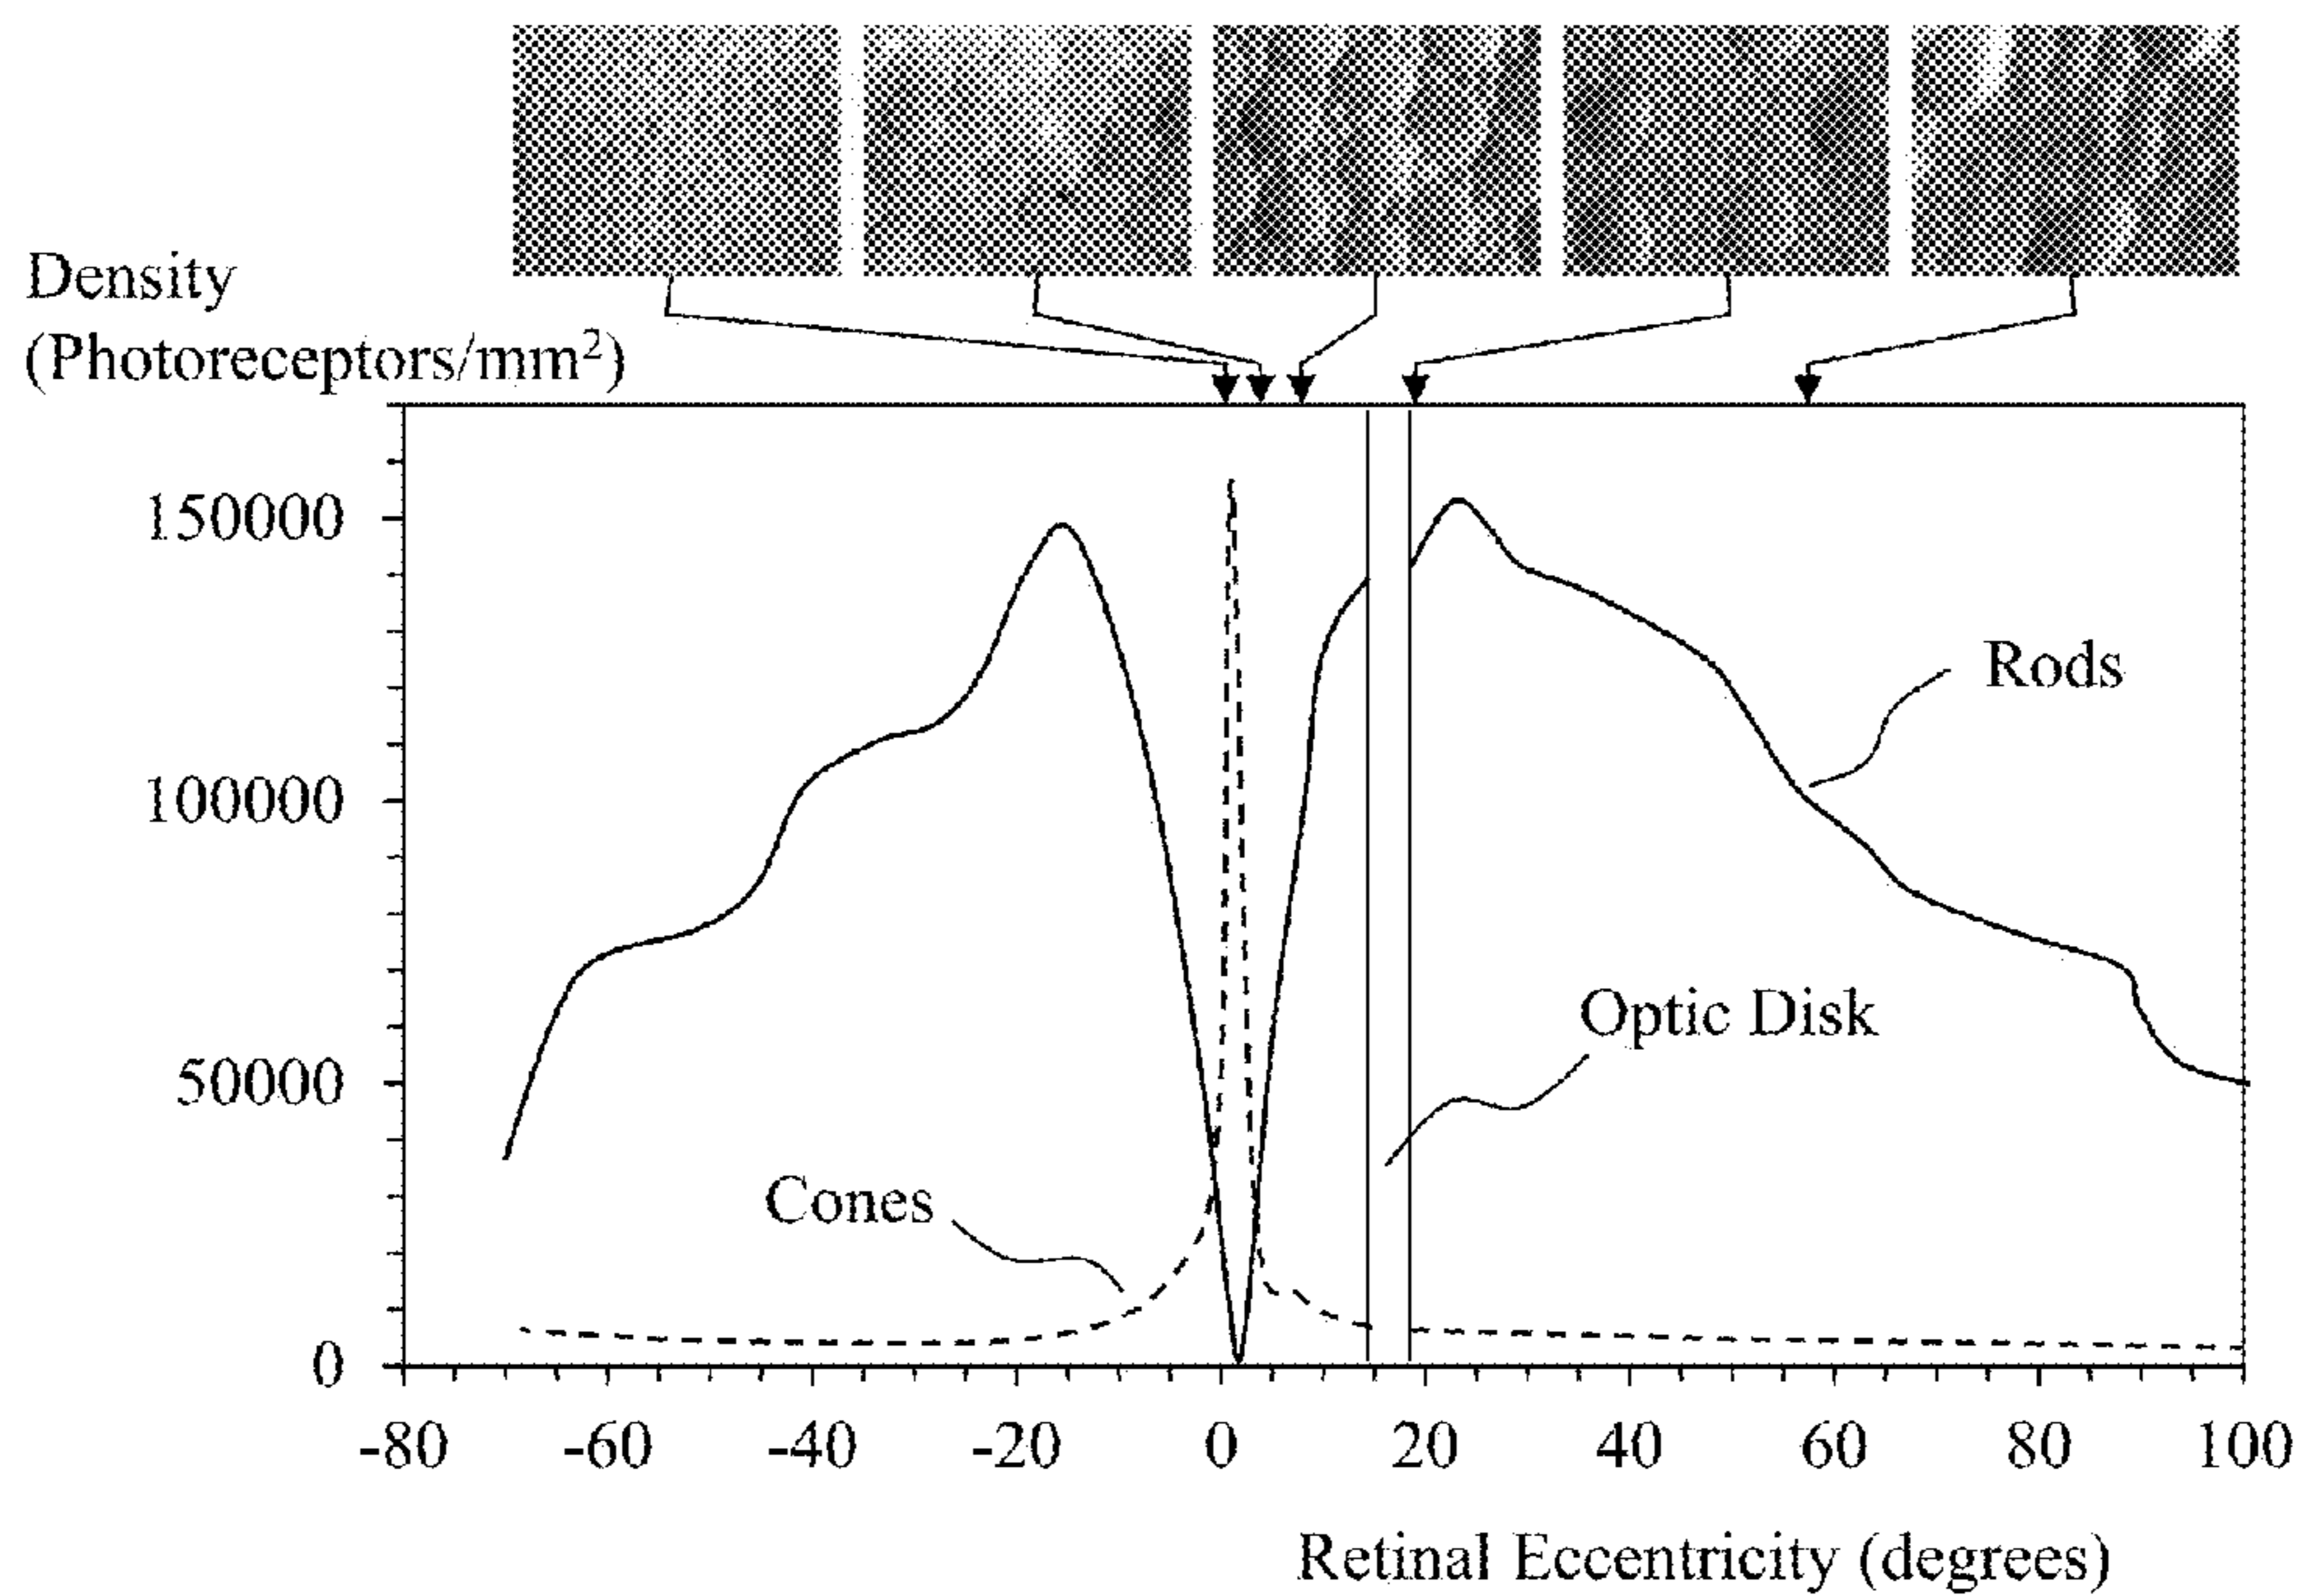 Density
(Photoreceptors/mm²)
150000
100000
50000
0
Rods
Optic Disk
Cones
-80 -60 -40 -20 0 20 40 60 80 100
Retinal Eccentricity (degrees)